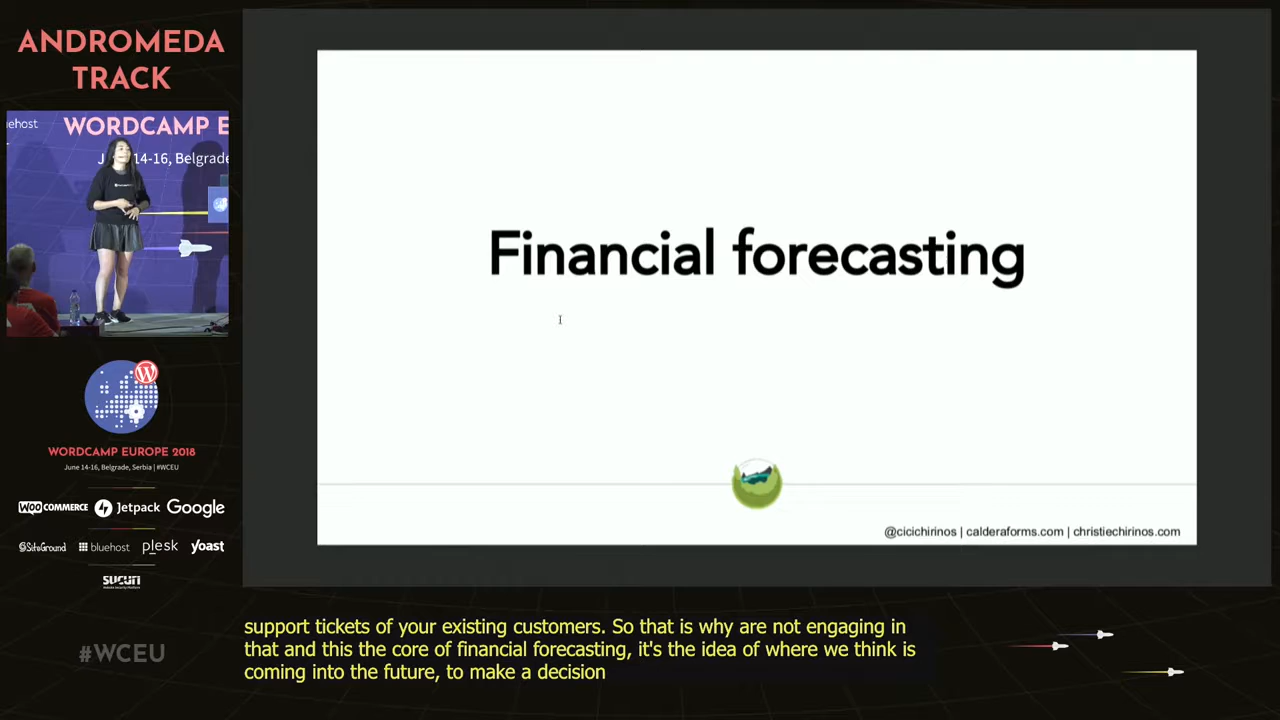 ANDROMEDA
TRACK
ehost
WORDCAMP E
J 14-16, Belgrade
WORDCAMP EUROPE 2018
June 14-16, Belgrade, Serbia | #WCEU
WOO COMMERCE Jetpack Google
SiteGround bluehost plesk yoast
SUCURI
#WCEU
Financial forecasting
@cicichirinos | calderaforms.com | christiechirinos.com
support tickets of your existing customers. So that is why are not engaging in
that and this the core of financial forecasting, it's the idea of where we think is
coming into the future, to make a decision